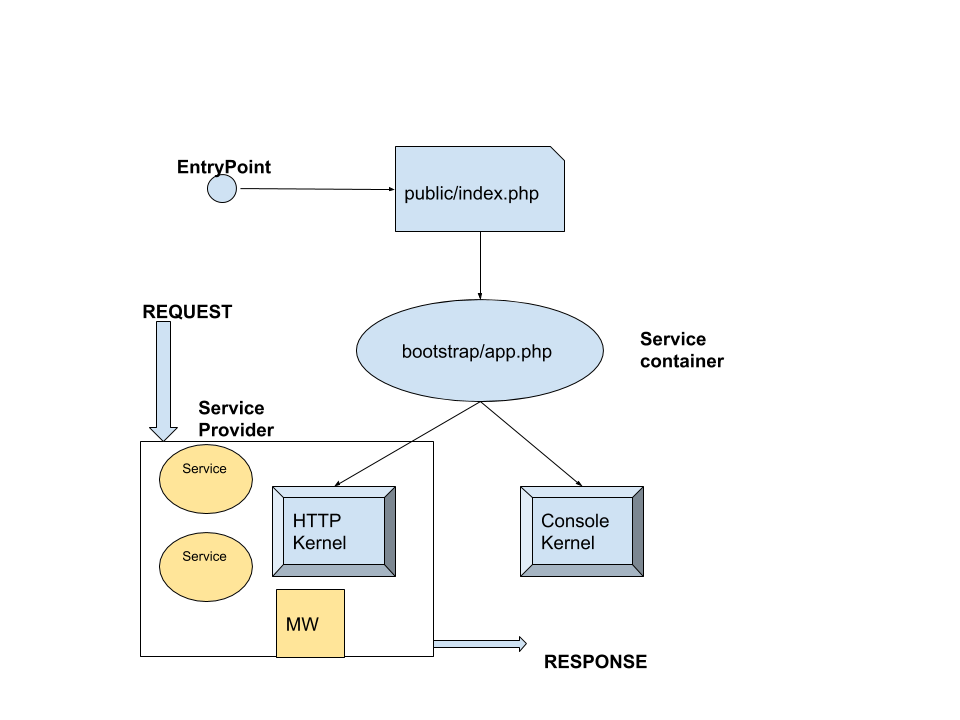 EntryPoint
public/index.php
REQUEST
bootstrap/app.php
Service
container
Service
Provider
Service
HTTP
Kernel
Console
Kernel
Service
MW
RESPONSE